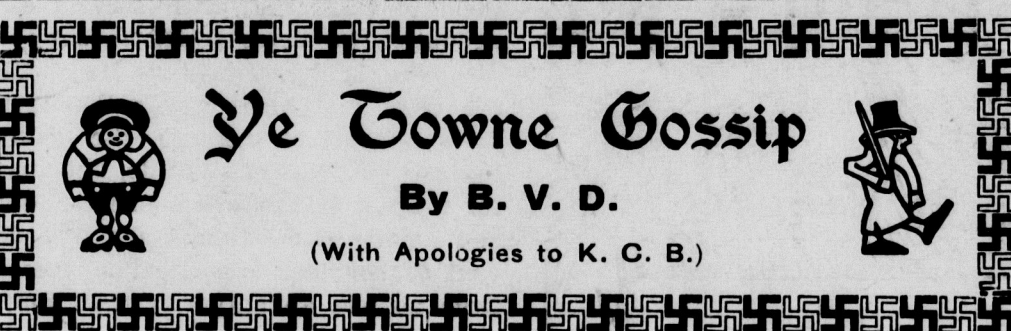 Ye Towne Gossip
By B. V. D.
(With Apologies to K. C. B.)